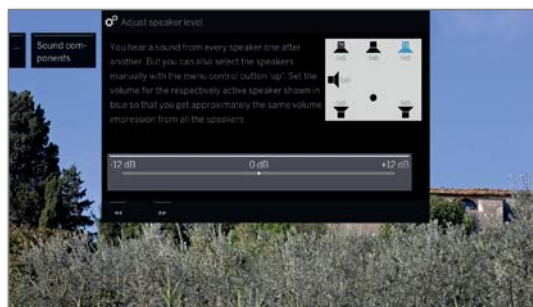 Adjust speaker level
...
Sound com-
ponents
You hear a sound from every speaker one after
another. But you can also select the speakers
manually with the menu control button 'up'. Set the
volume for the respectively active speaker shown in
blue so that you get approximately the same volume
impression from all the speakers.
-12 dB 0 dB +12 dB